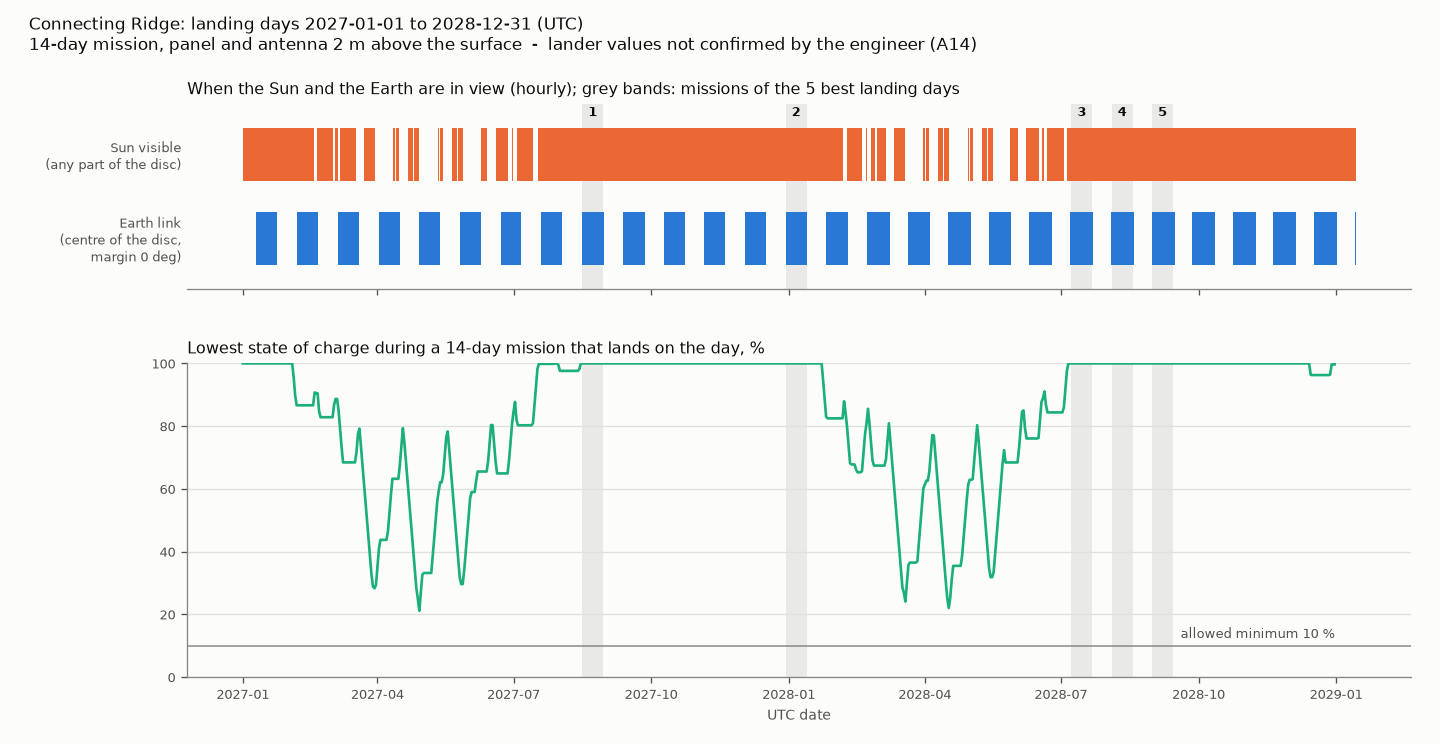 Connecting Ridge: landing days 2027-01-01 to 2028-12-31 (UTC)
14-day mission, panel and antenna 2 m above the surface - lander values not confirmed by the engineer (A14)
When the Sun and the Earth are in view (hourly); grey bands: missions of the 5 best landing days
1 2 3 4 5
Sun visible
(any part of the disc)
Earth link
(centre of the disc,
margin 0 deg)
Lowest state of charge during a 14-day mission that lands on the day, %
100
80
60
40
20
allowed minimum 10 %
0
2027-01 2027-04 2027-07 2027-10 2028-01 2028-04 2028-07 2028-10 2029-01
UTC date